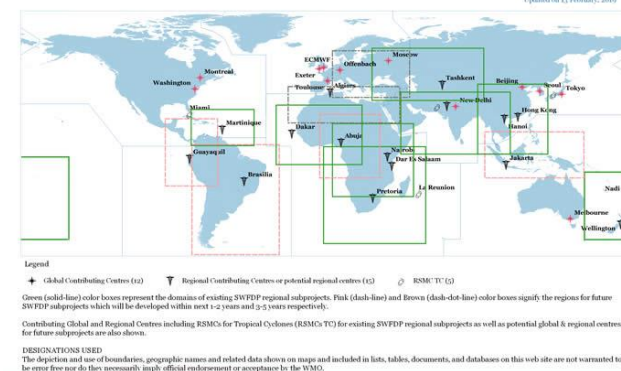 Updated on 15 February, 2019
Moscow
ECMWF
Offenbach
Montreal
Exeter
Tashkent
Beijing
Washington
Toulouse
Algiers
Seoul
Tokyo
New Delhi
Miami
Hong Kong
Martinique
Dakar
Hanoi
Abuja
Guayaquil
Nairobi
Jakarta
Dar Es Salaam
Brasilia
Pretoria
La Reunion
Nadi
Melbourne
Wellington
Legend
Global Contributing Centres (12) Regional Contributing Centres or potential regional centres (15) RSMC TC (5)
Green (solid-line) color boxes represent the domains of existing SWFDP regional subprojects. Pink (dash-line) and Brown (dash-dot-line) color boxes signify the regions for future
SWFDP subprojects which will be developed within next 1-2 years and 3-5 years respectively.
Contributing Global and Regional Centres including RSMCs for Tropical Cyclones (RSMCs TC) for existing SWFDP regional subprojects as well as potential global & regional centres
for future subprojects are also shown.
DESIGNATIONS USED
The depiction and use of boundaries, geographic names and related data shown on maps and included in lists, tables, documents, and databases on this web site are not warranted to
be error free nor do they necessarily imply official endorsement or acceptance by the WMO.